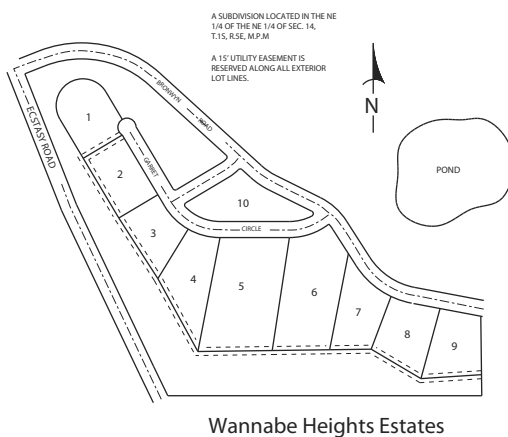 A SUBDIVISION LOCATED IN THE NE
1/4 OF THE NE 1/4 OF SEC. 14,
T.1S, R.5E, M.P.M
A 15' UTILITY EASEMENT IS
RESERVED ALONG ALL EXTERIOR
LOT LINES.
N
BRONWYN
ROAD
ECSTASY ROAD
1
GARRET
2
POND
10
CIRCLE
3
4
5
6
7
8
9
Wannabe Heights Estates